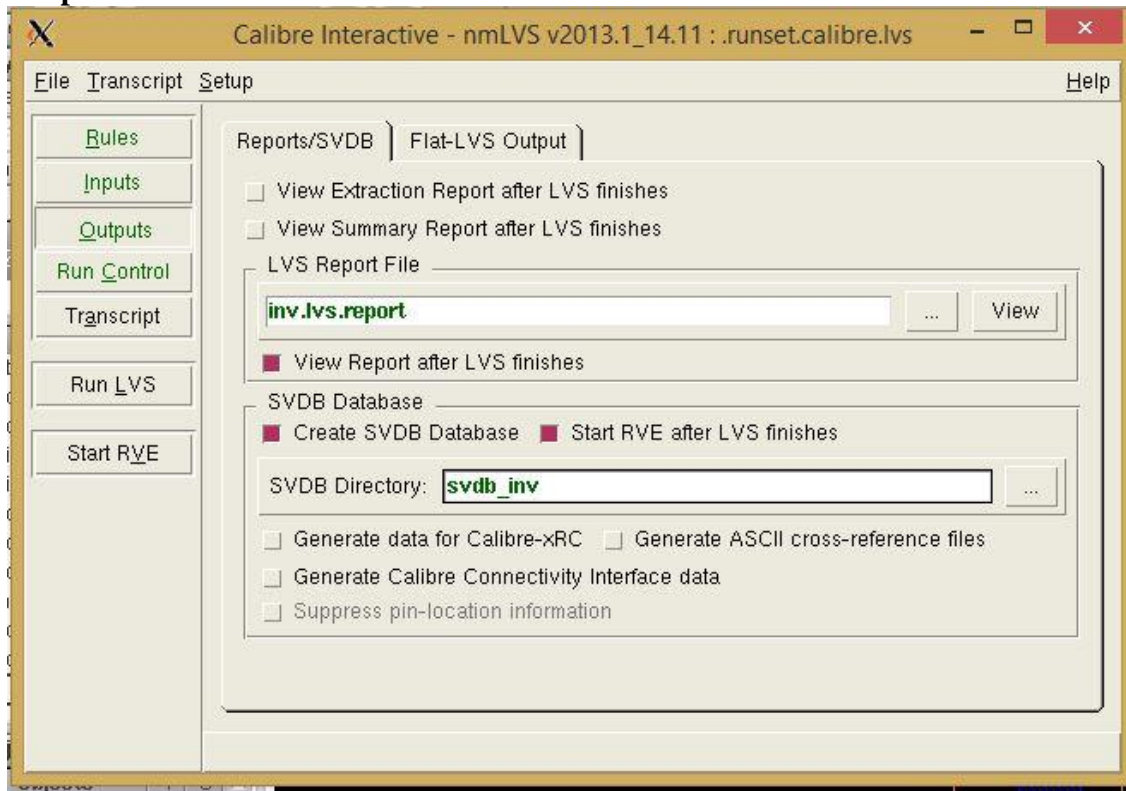 Calibre Interactive - nmLVS v2013.1_14.11 : .runset.calibre.lvs
File Transcript Setup Help
Rules
Inputs
Outputs
Run Control
Transcript
Run LVS
Start RVE
Reports/SVDB Flat-LVS Output
View Extraction Report after LVS finishes
View Summary Report after LVS finishes
LVS Report File
inv.lvs.report ... View
View Report after LVS finishes
SVDB Database
Create SVDB Database Start RVE after LVS finishes
SVDB Directory: svdb_inv ...
Generate data for Calibre-xRC Generate ASCII cross-reference files
Generate Calibre Connectivity Interface data
Suppress pin-location information